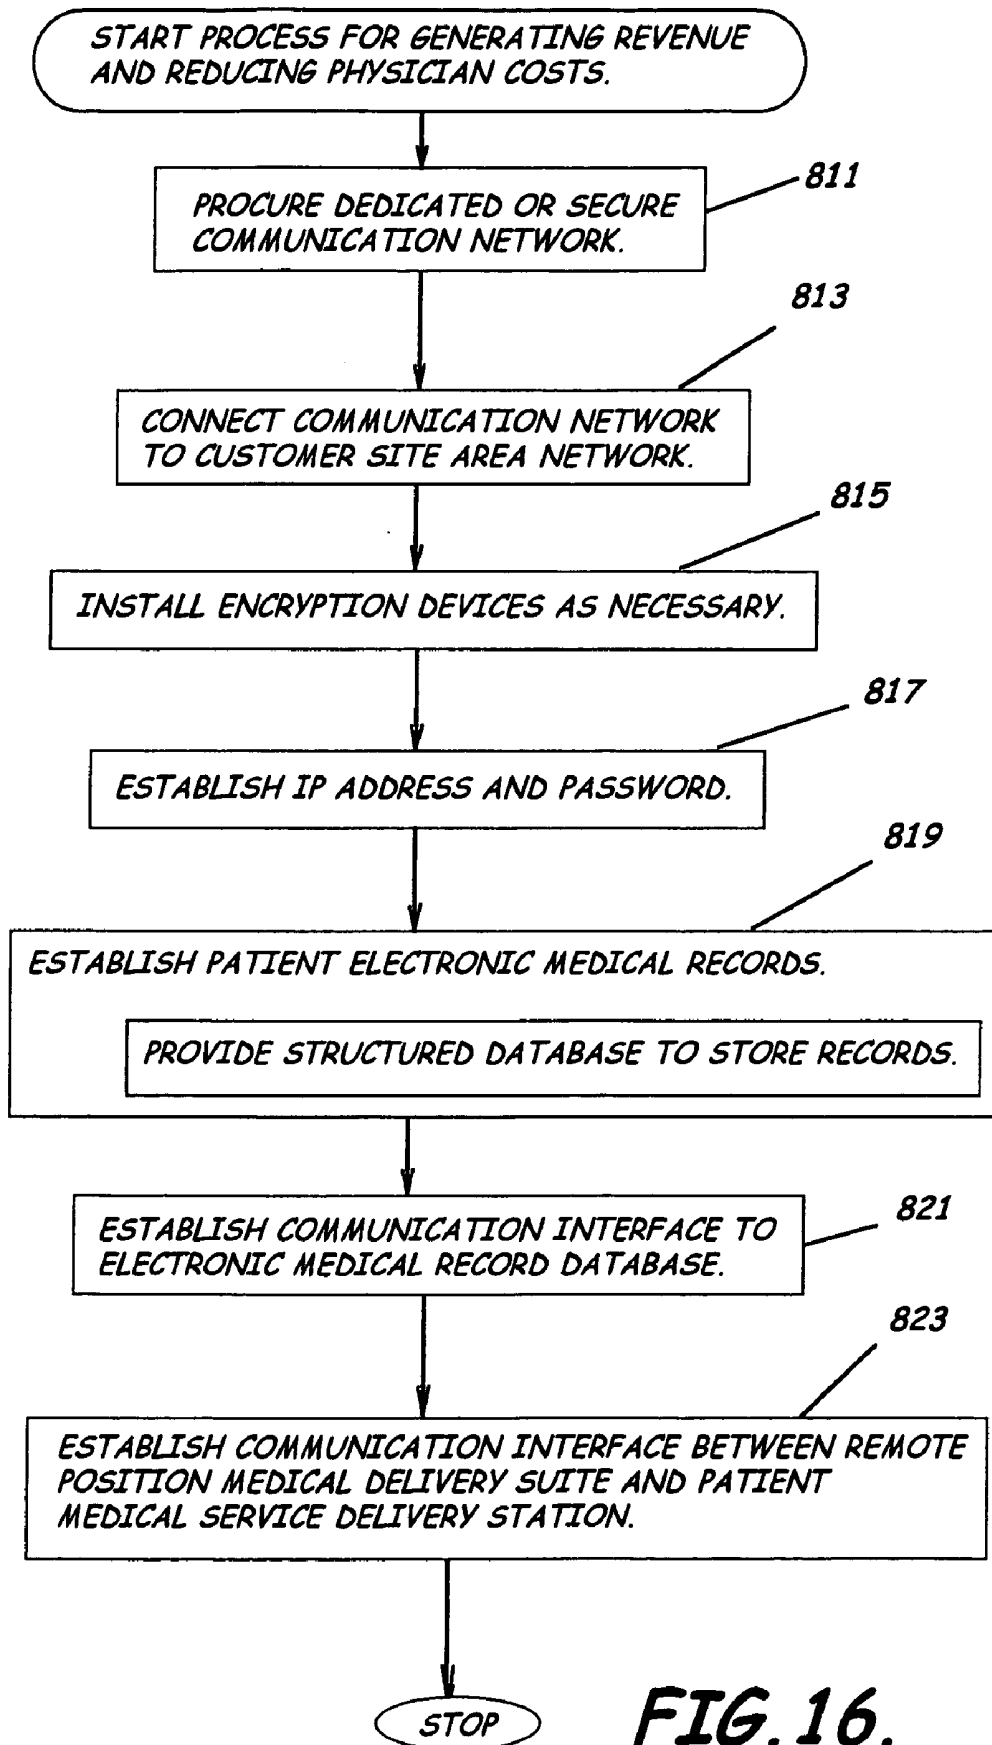 START PROCESS FOR GENERATING REVENUE
AND REDUCING PHYSICIAN COSTS.
811
PROCURE DEDICATED OR SECURE
COMMUNICATION NETWORK.
813
CONNECT COMMUNICATION NETWORK
TO CUSTOMER SITE AREA NETWORK.
815
INSTALL ENCRYPTION DEVICES AS NECESSARY.
817
ESTABLISH IP ADDRESS AND PASSWORD.
819
ESTABLISH PATIENT ELECTRONIC MEDICAL RECORDS.
PROVIDE STRUCTURED DATABASE TO STORE RECORDS.
821
ESTABLISH COMMUNICATION INTERFACE TO
ELECTRONIC MEDICAL RECORD DATABASE.
823
ESTABLISH COMMUNICATION INTERFACE BETWEEN REMOTE
POSITION MEDICAL DELIVERY SUITE AND PATIENT
MEDICAL SERVICE DELIVERY STATION.
STOP
FIG. 16.